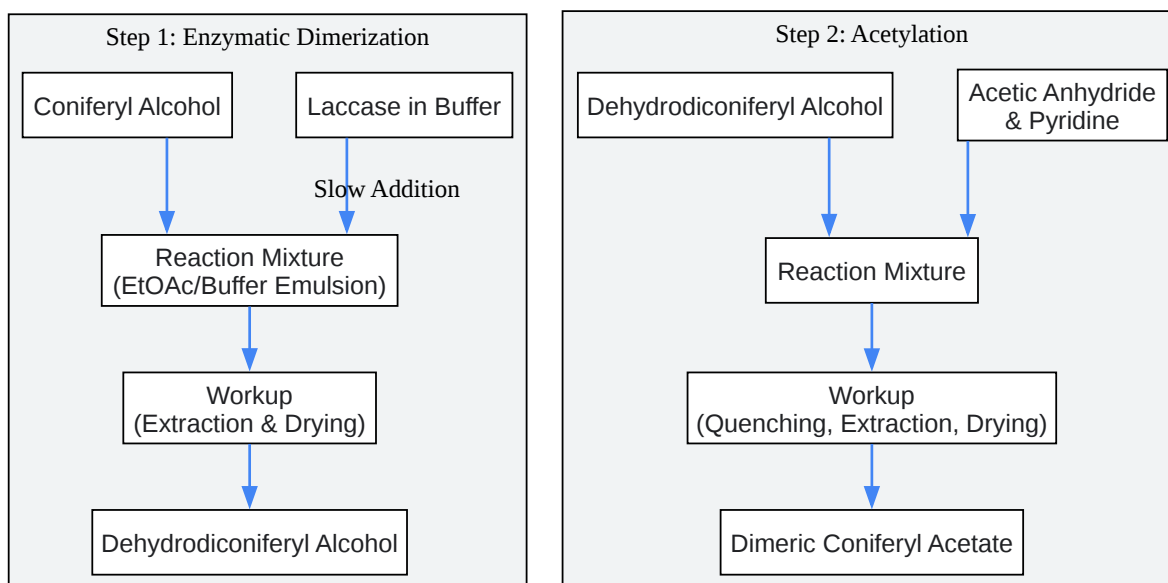 Step 1: Enzymatic Dimerization
Coniferyl Alcohol
Laccase in Buffer
Slow Addition
Reaction Mixture
(EtOAc/Buffer Emulsion)
Workup
(Extraction & Drying)
Dehydrodiconiferyl Alcohol
Step 2: Acetylation
Dehydrodiconiferyl Alcohol
Acetic Anhydride
& Pyridine
Reaction Mixture
Workup
(Quenching, Extraction, Drying)
Dimeric Coniferyl Acetate